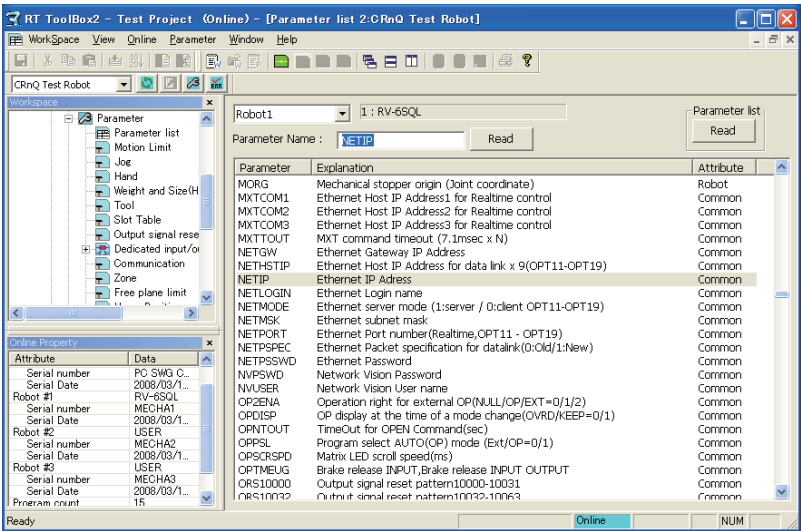 RT ToolBox2 - Test Project (Online) - [Parameter list 2:CRnQ Test Robot]
WorkSpace View Online Parameter Window Help
CRnQ Test Robot
Workspace
Parameter
Parameter list
Motion Limit
Jog
Hand
Weight and Size(H
Tool
Slot Table
Output signal rese
Dedicated input/ou
Communication
Zone
Free plane limit
Online Property
Attribute Data
Serial number PC SWG C...
Serial Date 2008/03/1...
Robot #1 RV-6SQL
Serial number MECHA1
Serial Date 2008/03/1...
Robot #2 USER
Serial number MECHA2
Serial Date 2008/03/1...
Robot #3 USER
Serial number MECHA3
Serial Date 2008/03/1...
Program count 15
Robot1 1 : RV-6SQL
Parameter list
Read
Parameter Name : NETIP Read
Parameter Explanation Attribute
MORG Mechanical stopper origin (Joint coordinate) Robot
MXTCOM1 Ethernet Host IP Address1 for Realtime control Common
MXTCOM2 Ethernet Host IP Address2 for Realtime control Common
MXTCOM3 Ethernet Host IP Address3 for Realtime control Common
MXTTOUT MXT command timeout (7.1msec x N) Common
NETGW Ethernet Gateway IP Address Common
NETHSTIP Ethernet Host IP Address for data link x 9(OPT11-OPT19) Common
NETIP Ethernet IP Adress Common
NETLOGIN Ethernet Login name Common
NETMODE Ethernet server mode (1:server / 0:client OPT11-OPT19) Common
NETMSK Ethernet subnet mask Common
NETPORT Ethernet Port number(Realtime,OPT11 - OPT19) Common
NETPSPEC Ethernet Packet specification for datalink(0:Old/1:New) Common
NETPSSWD Ethernet Password Common
NVPSWD Network Vision Password Common
NVUSER Network Vision User name Common
OP2ENA Operation right for external OP(NULL/OP/EXT=0/1/2) Common
OPDISP OP display at the time of a mode change(OVRD/KEEP=0/1) Common
OPNTOUT TimeOut for OPEN Command(sec) Common
OPPSL Program select AUTO(OP) mode (Ext/OP=0/1) Common
OPSCRSPD Matrix LED scroll speed(ms) Common
OPTMEUG Brake release INPUT,Brake release INPUT OUTPUT Common
ORS10000 Output signal reset pattern10000-10031 Common
ORS10032 Output signal reset pattern10032-10063 Common
Ready Online NUM